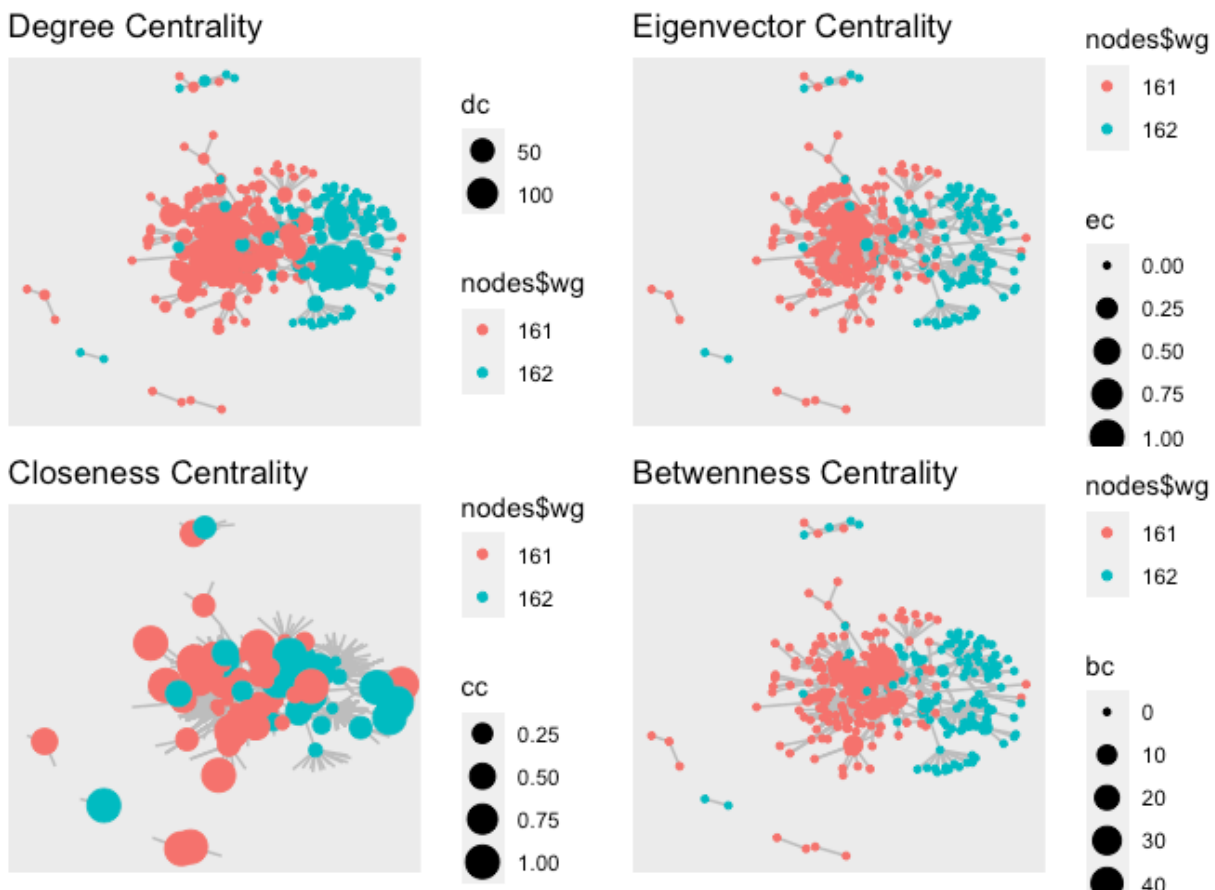 Degree Centrality
dc
50
100
nodes$wg
161
162
Eigenvector Centrality
nodes$wg
161
162
ec
0.00
0.25
0.50
0.75
1.00
Closeness Centrality
nodes$wg
161
162
cc
0.25
0.50
0.75
1.00
Betwenness Centrality
nodes$wg
161
162
bc
0
10
20
30
40